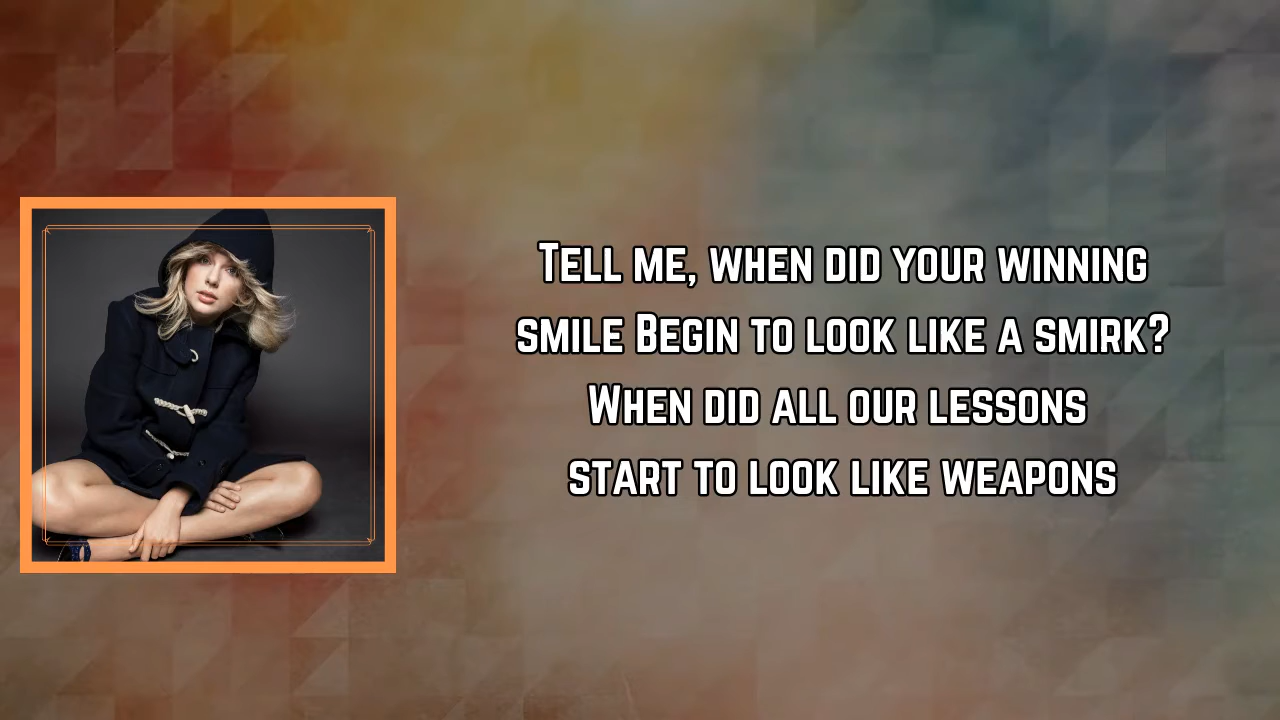 Tell me, when did your winning
smile Begin to look like a smirk?
When did all our lessons
start to look like weapons